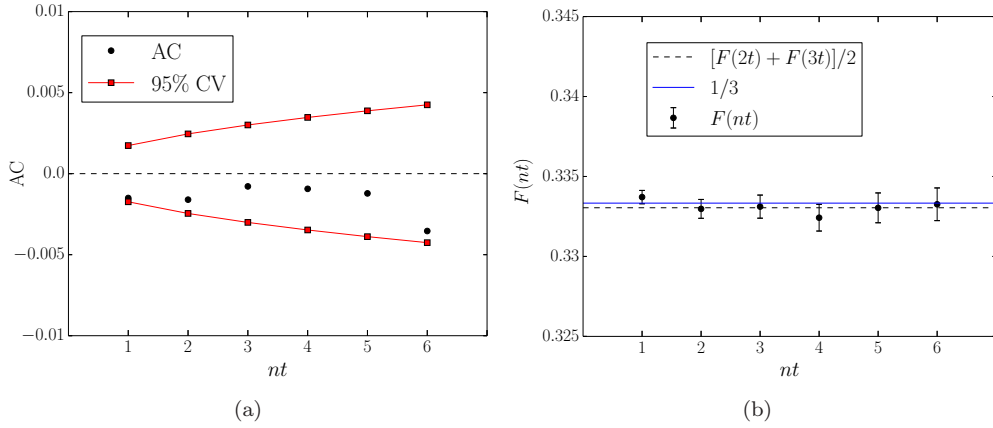 0.01
0.005
0.0
−0.005
−0.01
AC
AC
95% CV
1 2 3 4 5 6
nt
(a)
0.345
0.34
0.335
0.33
0.325
F(nt)
[F(2t) + F(3t)]/2
1/3
F(nt)
1 2 3 4 5 6
nt
(b)